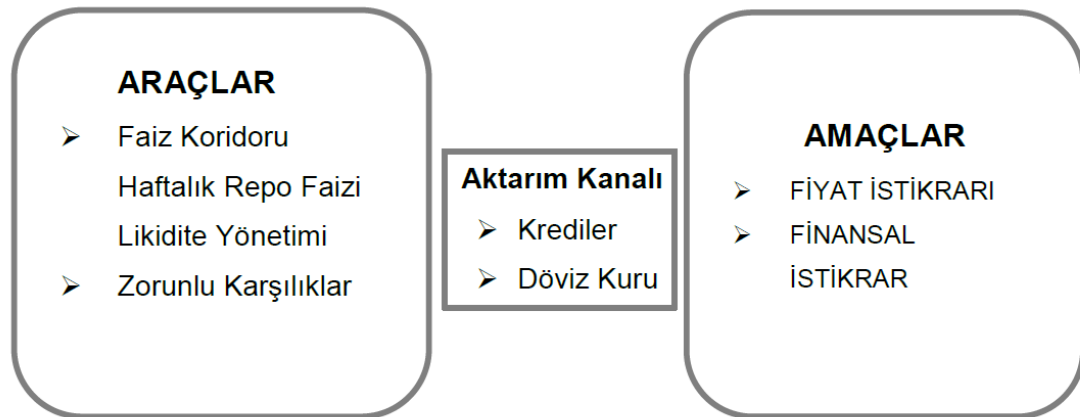 ARAÇLAR
➢ Faiz Koridoru
Haftalık Repo Faizi
Likidite Yönetimi
➢ Zorunlu Karşılıklar
Aktarım Kanalı
➢ Krediler
➢ Döviz Kuru
AMAÇLAR
➢ FİYAT İSTİKRARI
➢ FİNANSAL
İSTİKRAR